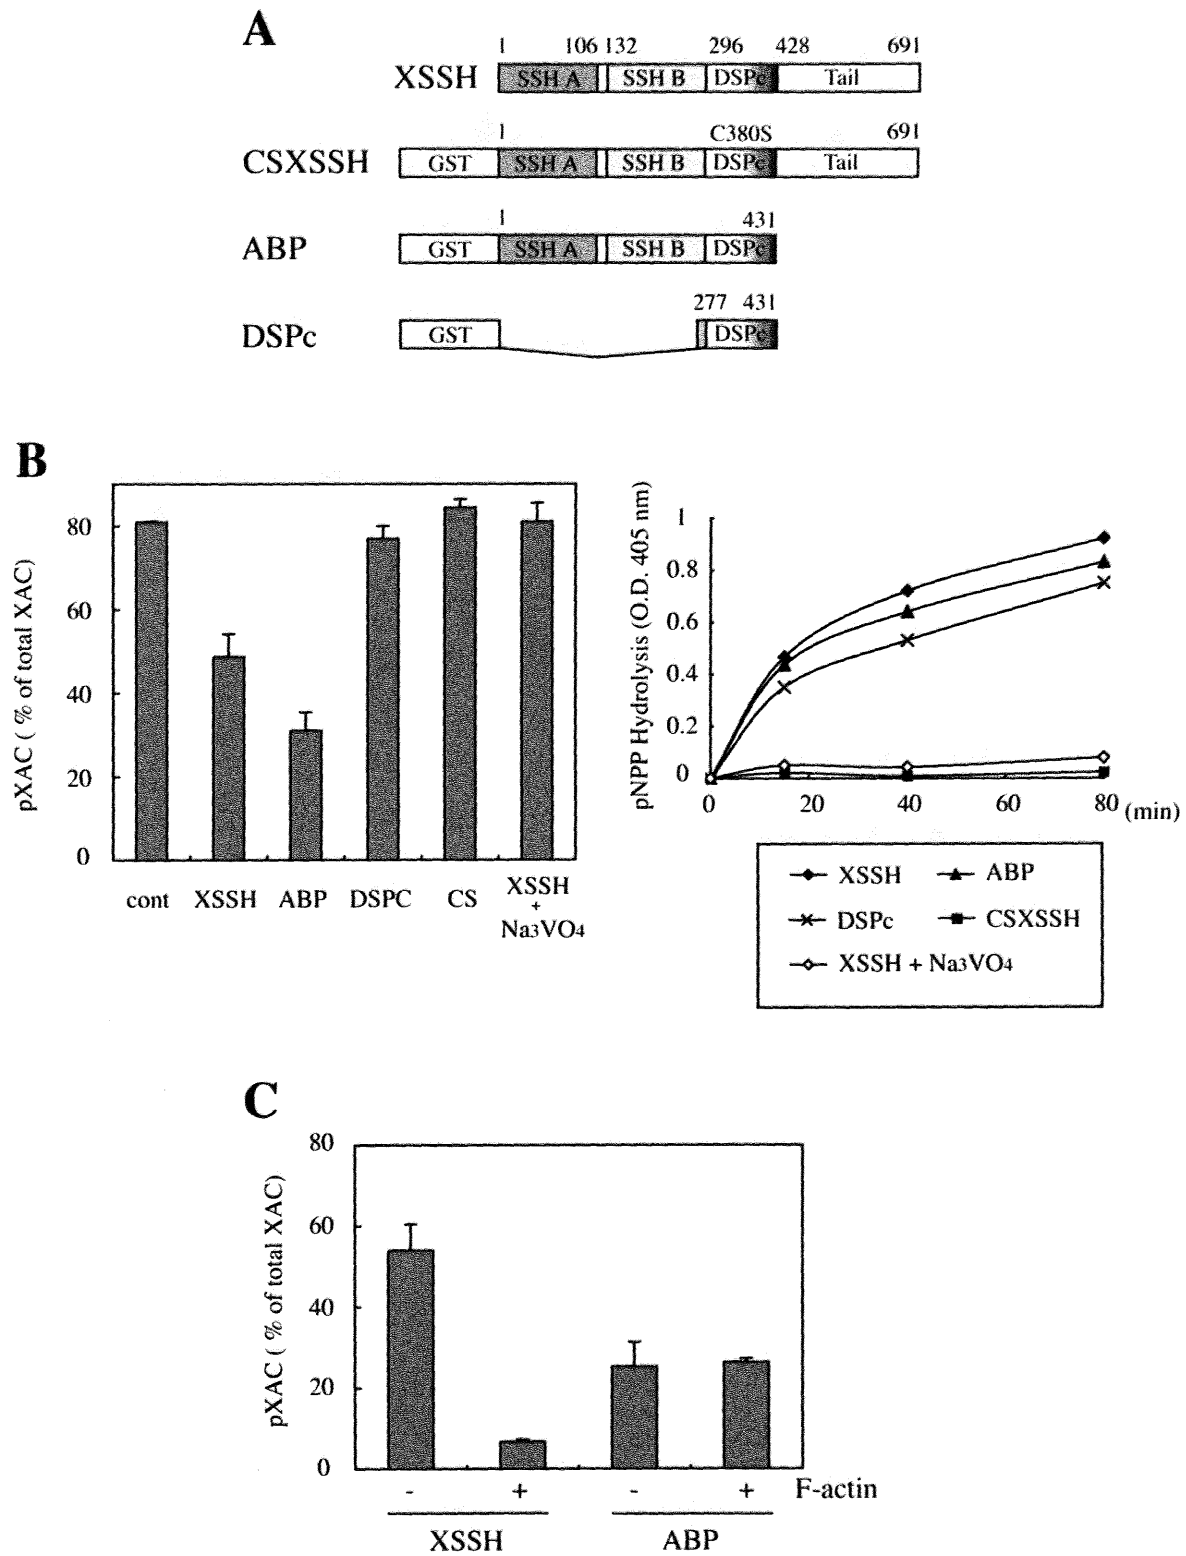 A
1 106 132 296 428 691
XSSH SSH A SSH B DSPc Tail
1 C380S 691
CSXSSH GST SSH A SSH B DSPc Tail
1 431
ABP GST SSH A SSH B DSPc
277 431
DSPc GST DSPc
B
pXAC ( % of total XAC)
80
60
40
20
0
cont XSSH ABP DSPC CS XSSH + Na3VO4
pNPP Hydrolysis (O.D. 405 nm)
1
0.8
0.6
0.4
0.2
0
0 20 40 60 80 (min)
XSSH ABP
DSPc CSXSSH
XSSH + Na3VO4
C
pXAC ( % of total XAC)
80
60
40
20
0
- + - + F-actin
XSSH ABP